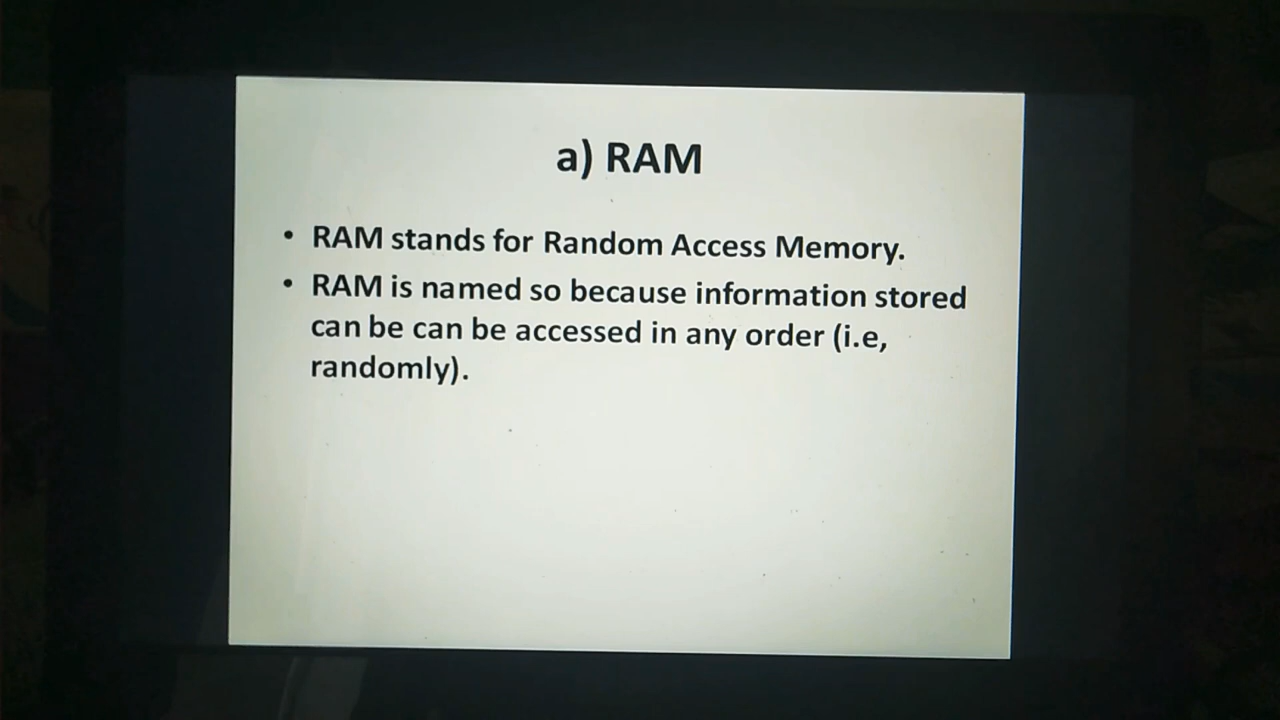 a) RAM
• RAM stands for Random Access Memory.
• RAM is named so because information stored
can be can be accessed in any order (i.e,
randomly).